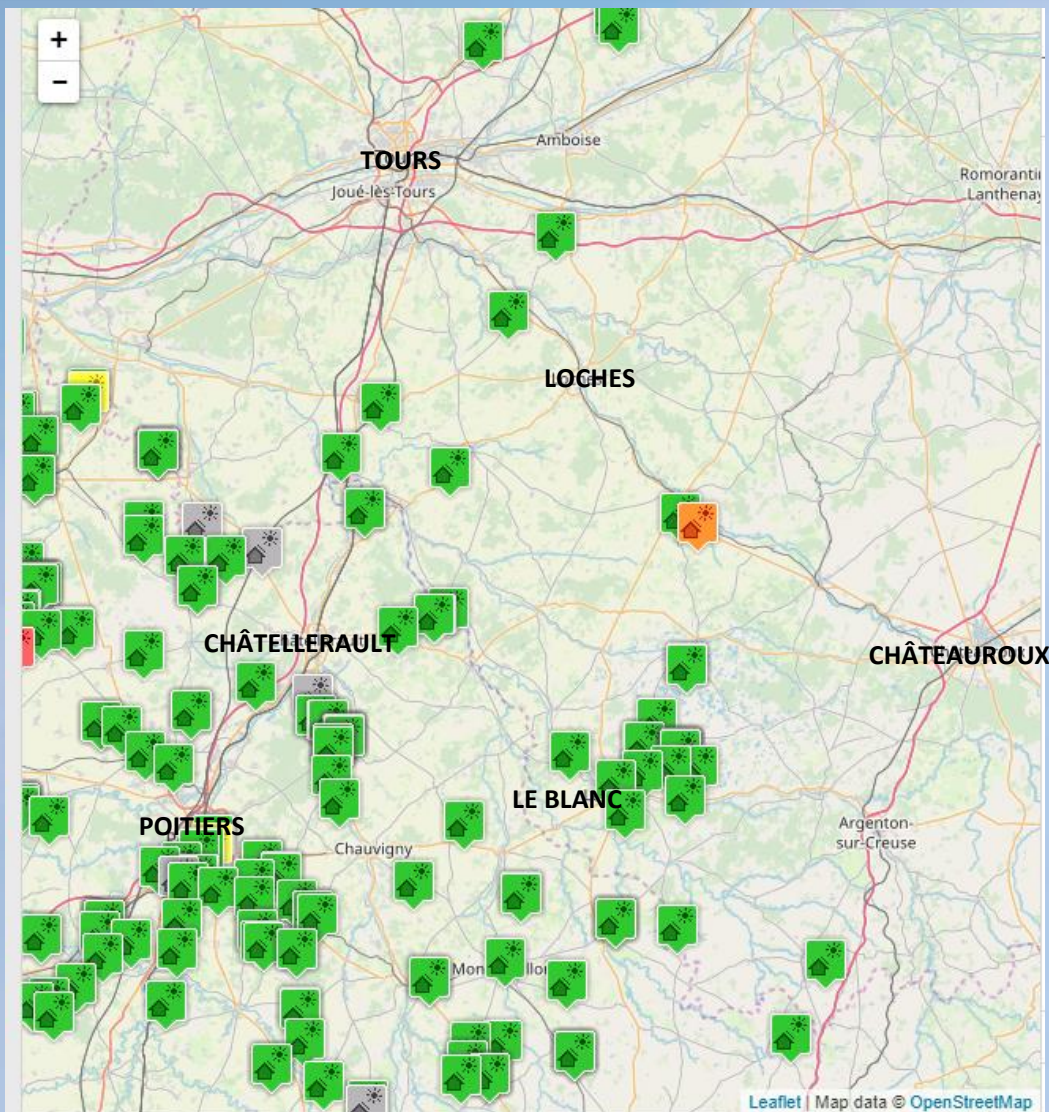 +
−
Amboise
TOURS
Joué-lès-Tours
Romorantin
Lanthenay
LOCHES
CHÂTELLERAULT
CHÂTEAUROUX
LE BLANC
POITIERS
Chauvigny
Argenton-
sur-Creuse
Leaflet | Map data © OpenStreetMap